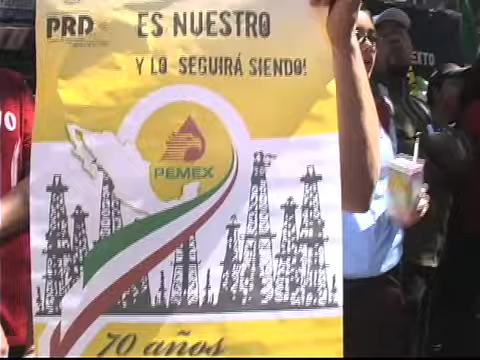 PRD
ES NUESTRO
Y LO SEGUIRÁ SIENDO!
PEMEX
70 años